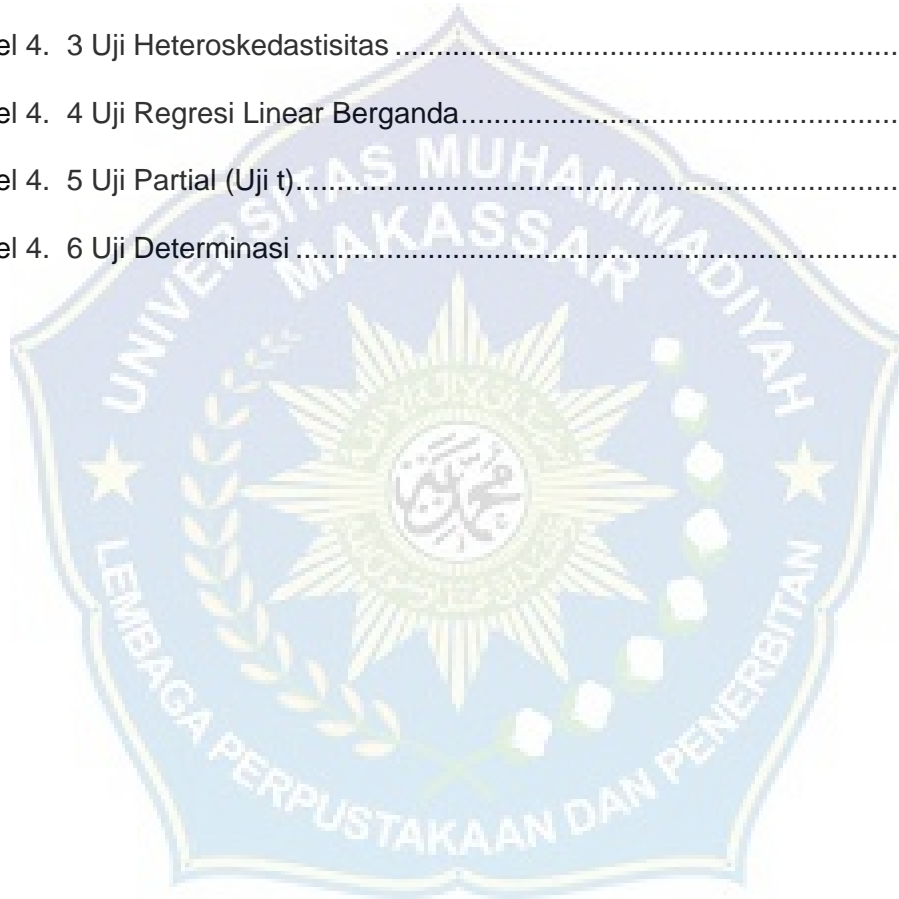 el 4. 3 Uji Heteroskedastisitas ................................................................
el 4. 4 Uji Regresi Linear Berganda........................................................
el 4. 5 Uji Partial (Uji t)............................................................................
el 4. 6 Uji Determinasi ............................................................................
UNIVERSITAS MUHAMMADIYAH
MAKASSAR
LEMBAGA PERPUSTAKAAN DAN PENERBITAN